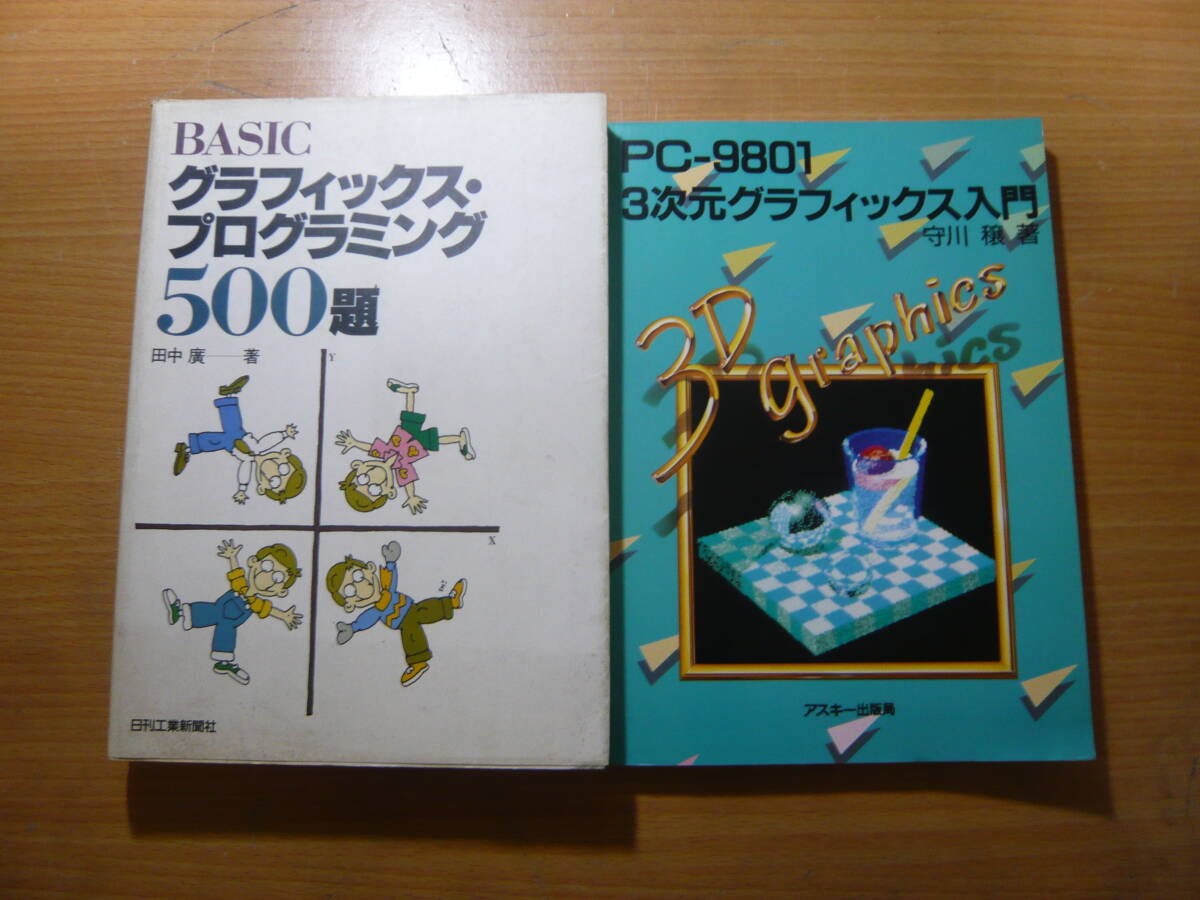 BASIC
グラフィックス・
プログラミング
500題
田中 廣――著
Y
X
日刊工業新聞社
PC-9801
3次元グラフィックス入門
守川 穣 著
3D graphics
アスキー出版局